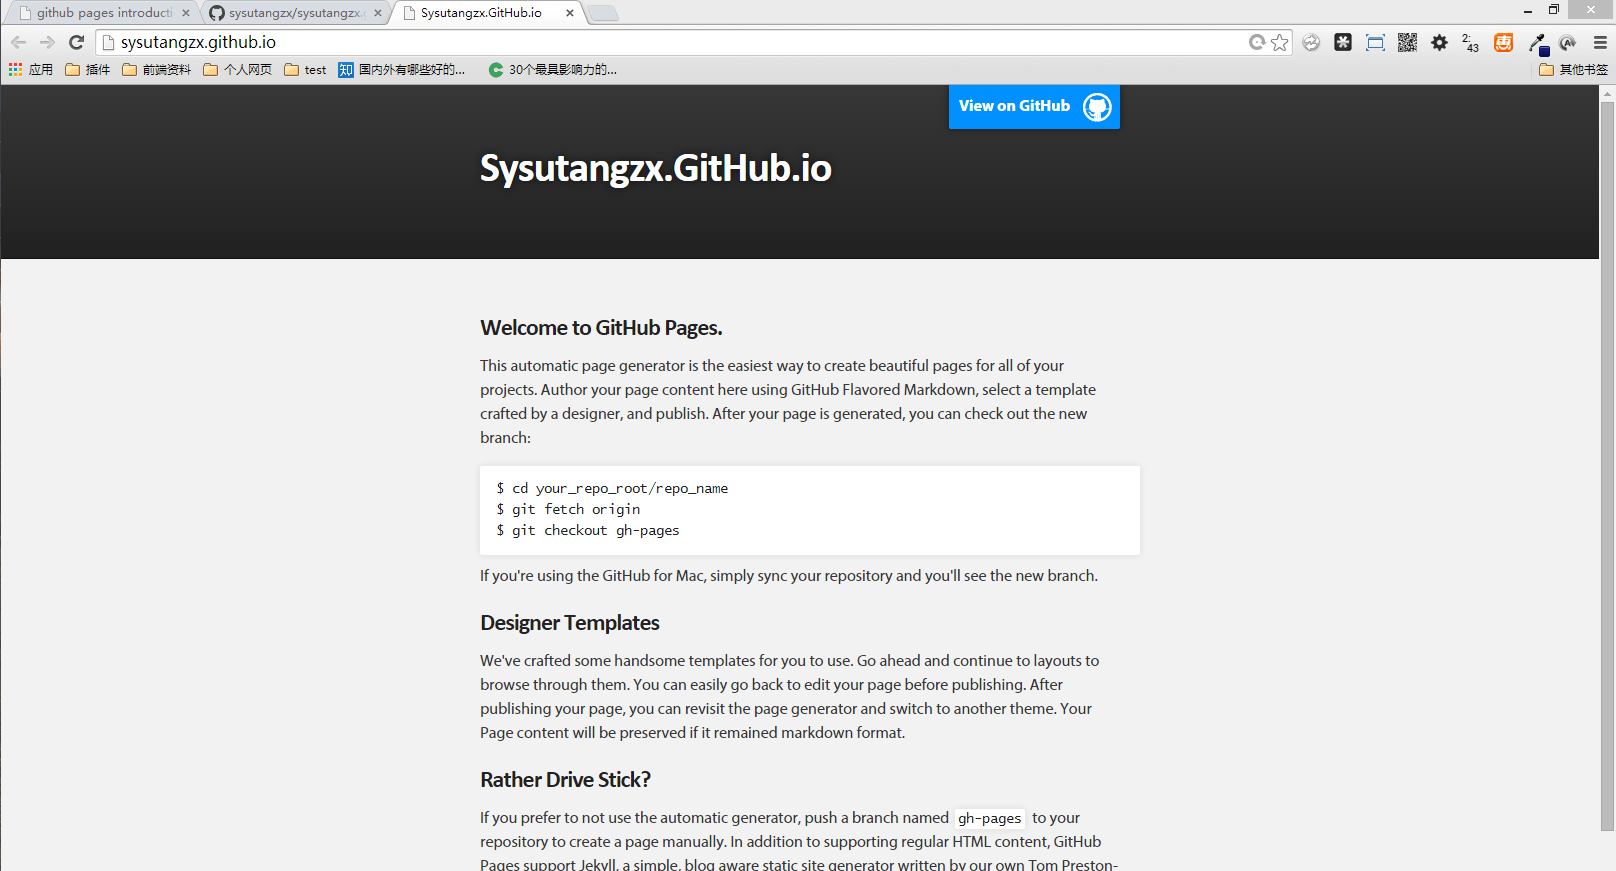 github pages introducti
sysutangzx/sysutangzx.g
Sysutangzx.GitHub.io
sysutangzx.github.io
2:
43
惠
应用
插件
前端资料
个人网页
test
知
国内外有哪些好的...
30个最具影响力的...
其他书签
View on GitHub
Sysutangzx.GitHub.io
Welcome to GitHub Pages.
This automatic page generator is the easiest way to create beautiful pages for all of your
projects. Author your page content here using GitHub Flavored Markdown, select a template
crafted by a designer, and publish. After your page is generated, you can check out the new
branch:
$ cd your_repo_root/repo_name
$ git fetch origin
$ git checkout gh-pages
If you're using the GitHub for Mac, simply sync your repository and you'll see the new branch.
Designer Templates
We've crafted some handsome templates for you to use. Go ahead and continue to layouts to
browse through them. You can easily go back to edit your page before publishing. After
publishing your page, you can revisit the page generator and switch to another theme. Your
Page content will be preserved if it remained markdown format.
Rather Drive Stick?
If you prefer to not use the automatic generator, push a branch named gh-pages to your
repository to create a page manually. In addition to supporting regular HTML content, GitHub
Pages support Jekyll, a simple, blog aware static site generator written by our own Tom Preston-